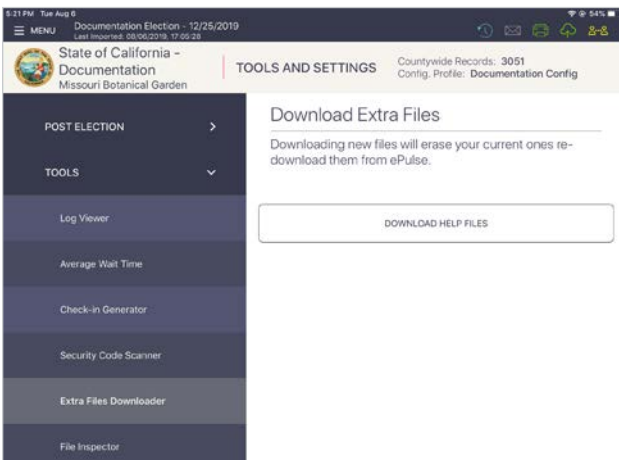 5:21 PM Tue Aug 6
54%
MENU
Documentation Election - 12/25/2019
Last Imported: 08/06/2019, 17:05:28
State of California -
Documentation
Missouri Botanical Garden
TOOLS AND SETTINGS
Countywide Records: 3051
Config. Profile: Documentation Config
POST ELECTION
TOOLS
Log Viewer
Average Wait Time
Check-in Generator
Security Code Scanner
Extra Files Downloader
File Inspector
Download Extra Files
Downloading new files will erase your current ones re-
download them from ePulse.
DOWNLOAD HELP FILES